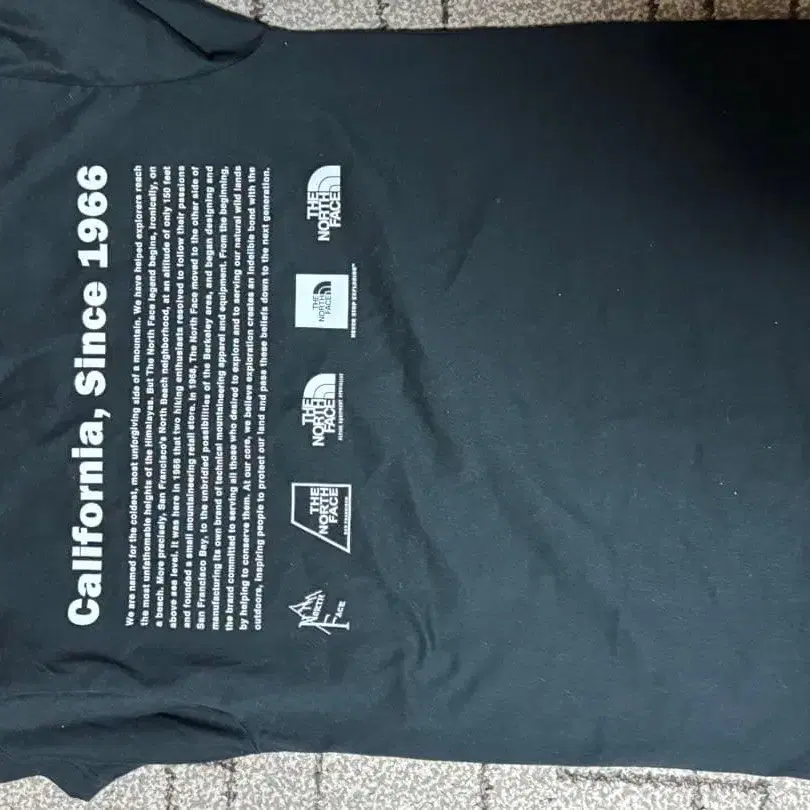 California, Since 1966
We are named for the coldest, most unforgiving side of a mountain. We have helped explorers reach
the most unfathomable heights of the Himalayas. But The North Face legend begins, ironically, on
a beach. More precisely, San Francisco's North Beach neighborhood, at an altitude of only 150 feet
above sea level. It was here in 1966 that two hiking enthusiasts resolved to follow their passions
and founded a small mountaineering retail store. In 1968, The North Face moved to the other side of
San Francisco Bay, to the unbridled possibilities of the Berkeley area, and began designing and
manufacturing its own brand of technical mountaineering apparel and equipment. From the beginning,
the brand committed to serving all those who desired to explore and to serving our natural wild lands
by helping to conserve them. At our core, we believe exploration creates an indelible bond with the
outdoors, inspiring people to protect our land and pass these beliefs down to the next generation.
NORTH
FACE
THE
NORTH
FACE
SAN FRANCISCO
THE
NORTH
FACE
THE
NORTH
FACE
NEVER STOP EXPLORING
THE
NORTH
FACE